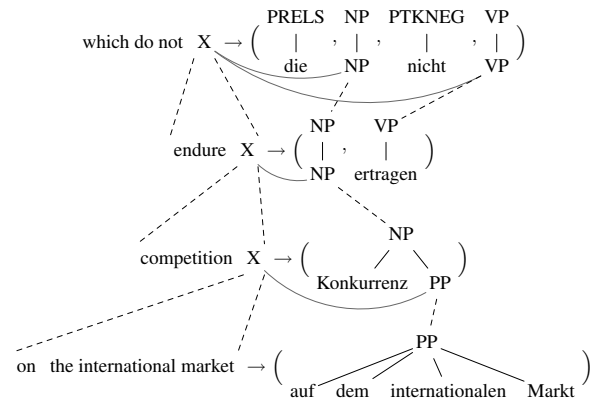 PRELS NP PTKNEG VP
which do not X → ( , , , )
die NP nicht VP
NP VP
endure X → ( , )
NP ertragen
NP
competition X → ( )
Konkurrenz PP
PP
on the international market → ( )
auf dem internationalen Markt